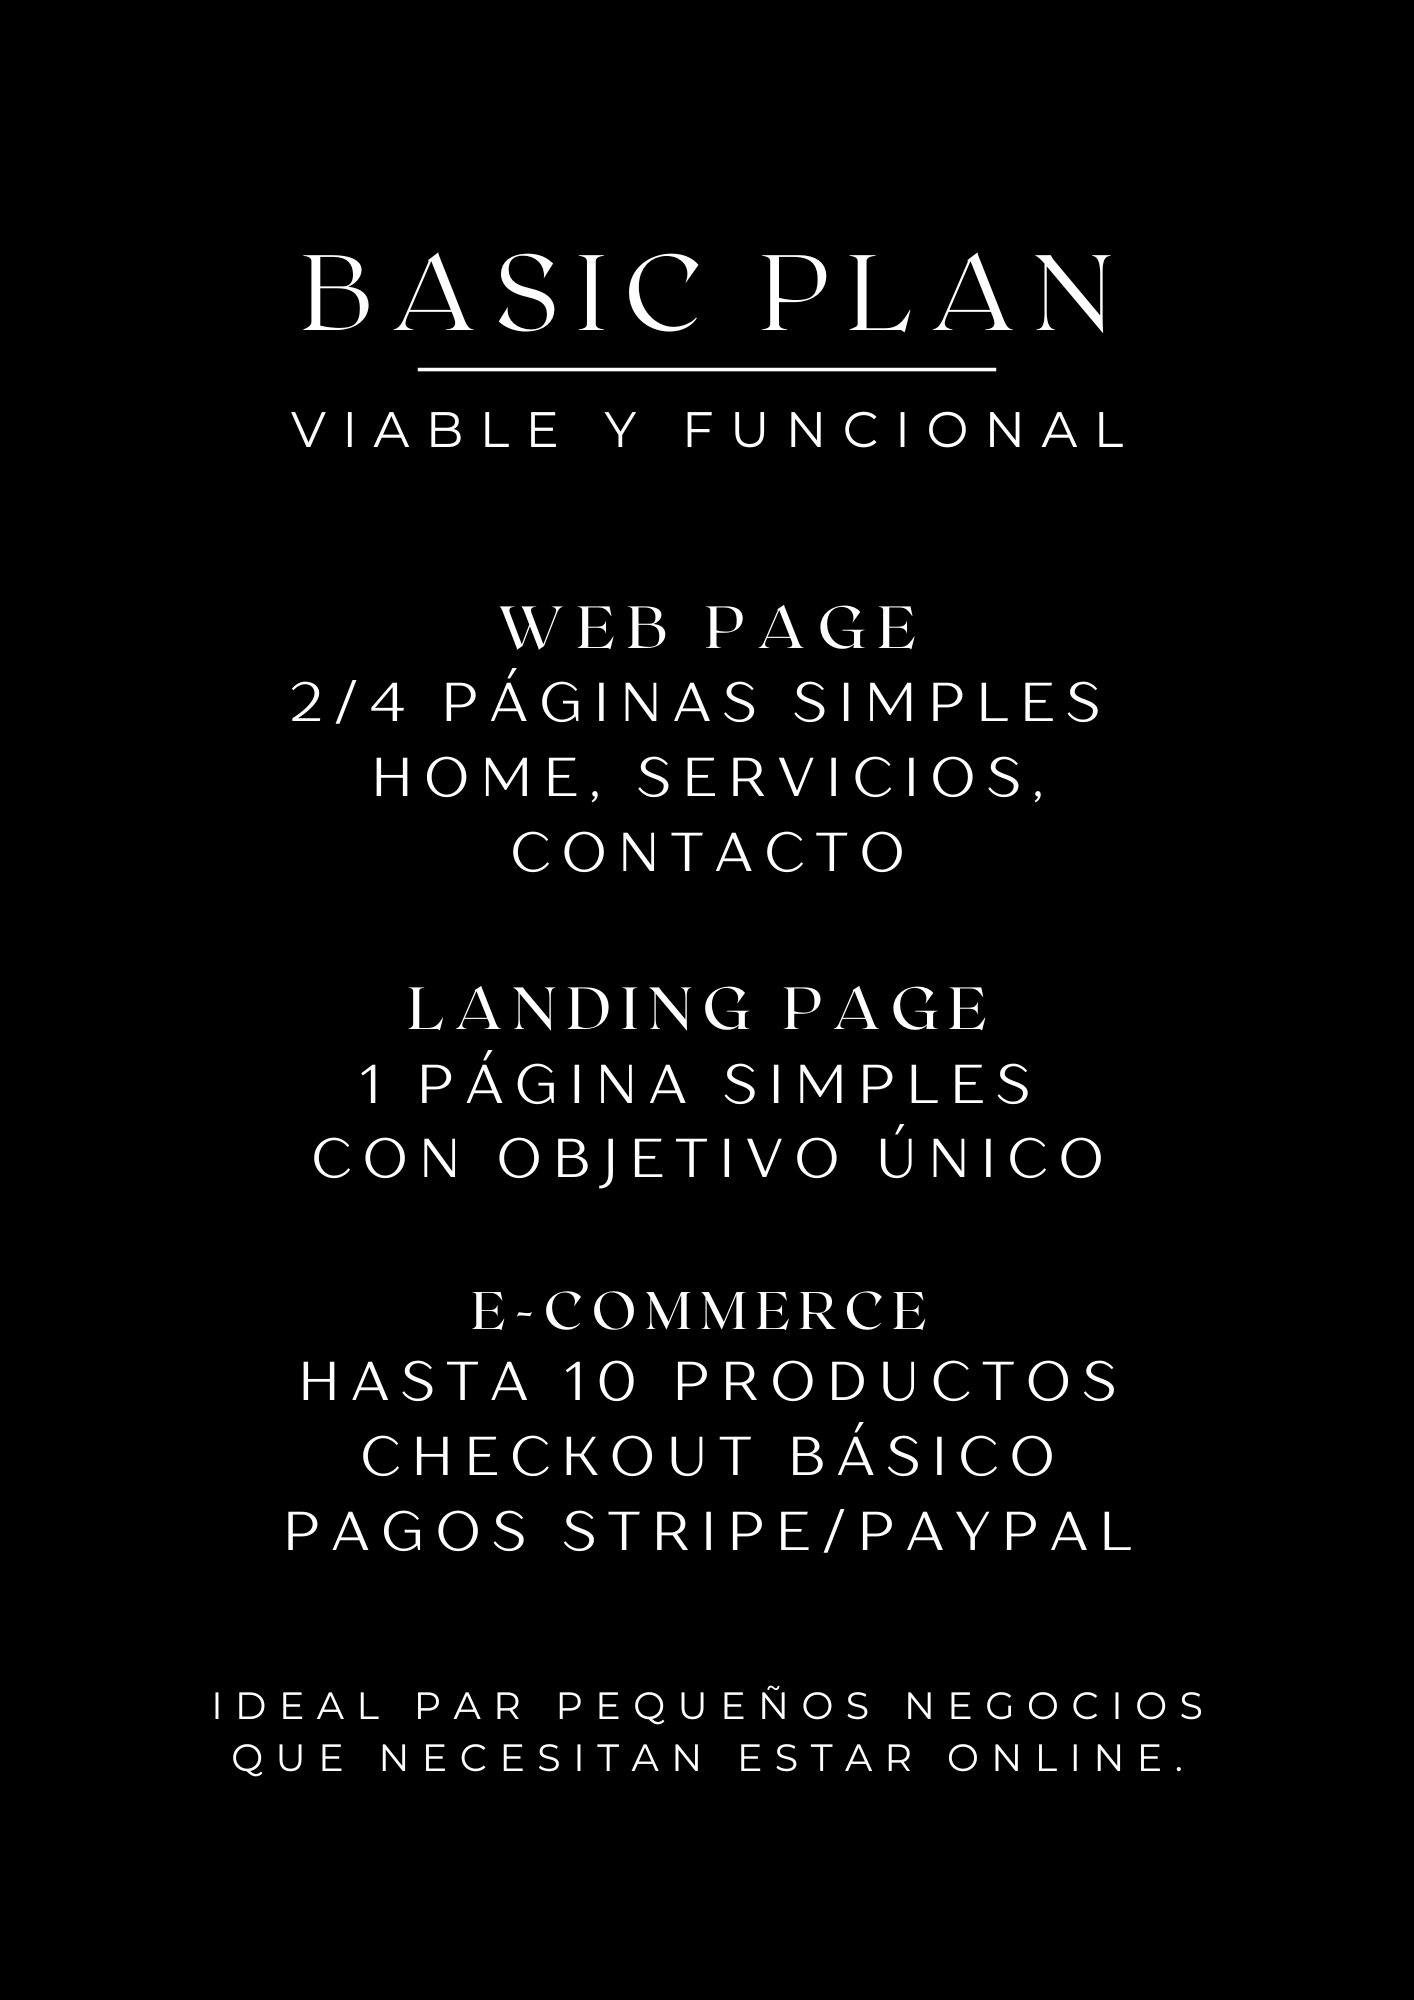 BASIC PLAN
VIABLE Y FUNCIONAL
WEB PAGE
2/4 PÁGINAS SIMPLES
HOME, SERVICIOS,
CONTACTO
LANDING PAGE
1 PÁGINA SIMPLES
CON OBJETIVO ÚNICO
E-COMMERCE
HASTA 10 PRODUCTOS
CHECKOUT BÁSICO
PAGOS STRIPE/PAYPAL
IDEAL PAR PEQUEÑOS NEGOCIOS
QUE NECESITAN ESTAR ONLINE.